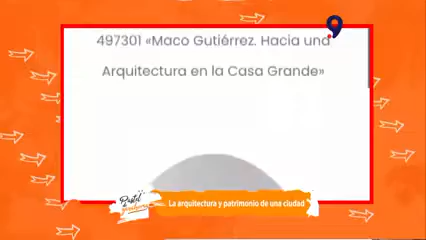 497301 «Maco Gutiérrez. Hacia una
Arquitectura en la Casa Grande»
La arquitectura y patrimonio de una ciudad